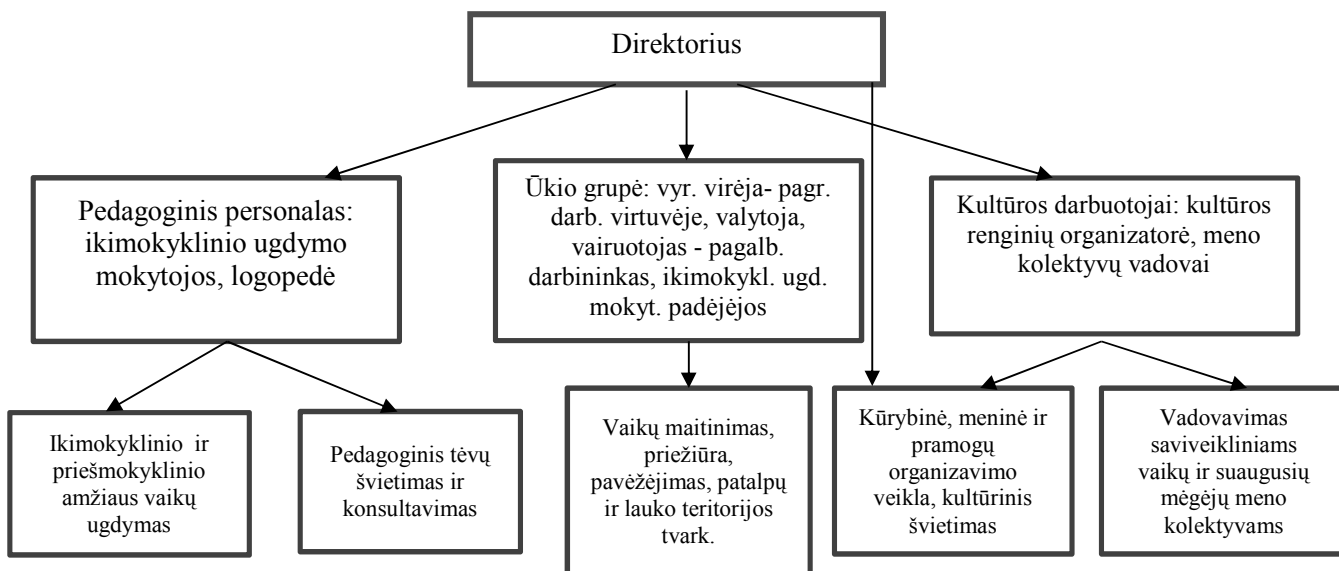 Direktorius
Pedagoginis personalas:
ikimokyklinio ugdymo
mokytojos, logopedė
Ūkio grupė: vyr. virėja- pagr.
darb. virtuvėje, valytoja,
vairuotojas - pagalb.
darbininkas, ikimokykl. ugd.
mokyt. padėjėjos
Kultūros darbuotojai: kultūros
renginių organizatorė, meno
kolektyvų vadovai
Ikimokyklinio ir
priešmokyklinio
amžiaus vaikų
ugdymas
Pedagoginis tėvų
švietimas ir
konsultavimas
Vaikų maitinimas,
priežiūra,
pavėžėjimas, patalpų
ir lauko teritorijos
tvark.
Kūrybinė, meninė ir
pramogų
organizavimo
veikla, kultūrinis
švietimas
Vadovavimas
saviveikliniams
vaikų ir suaugusių
mėgėjų meno
kolektyvams